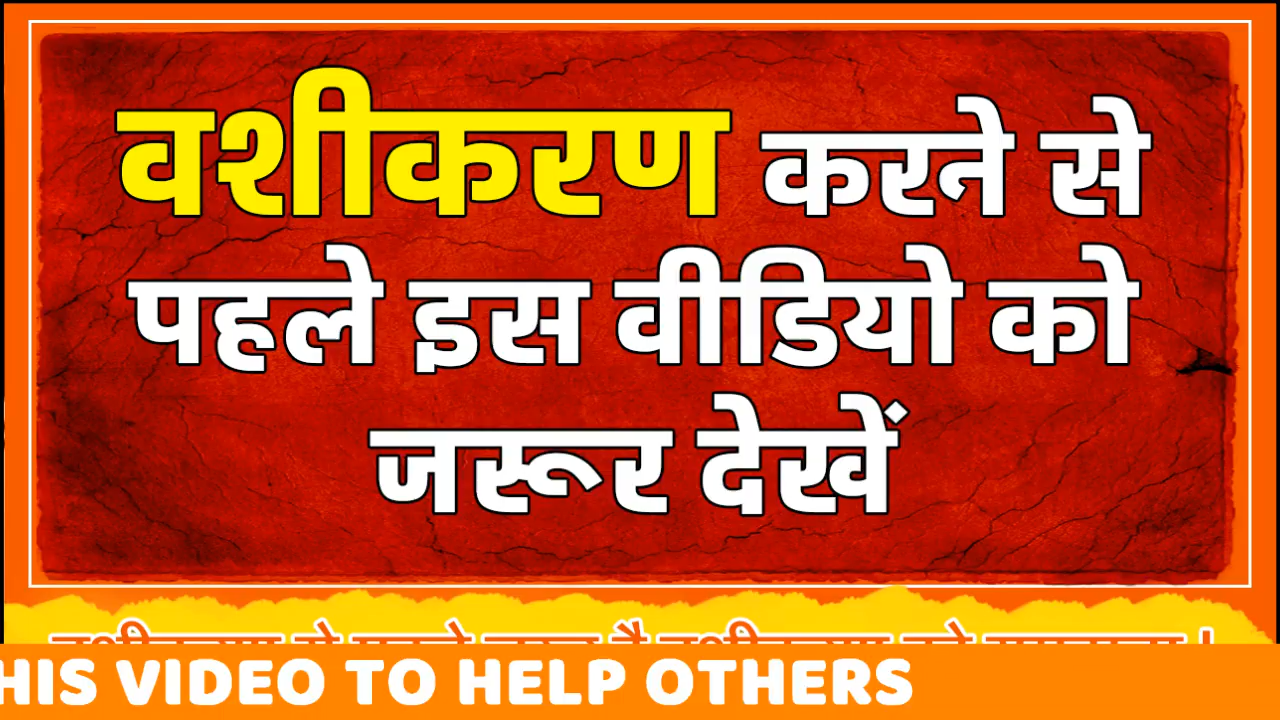 वशीकरण करने से
पहले इस वीडियो को
जरूर देखें
HIS VIDEO TO HELP OTHERS